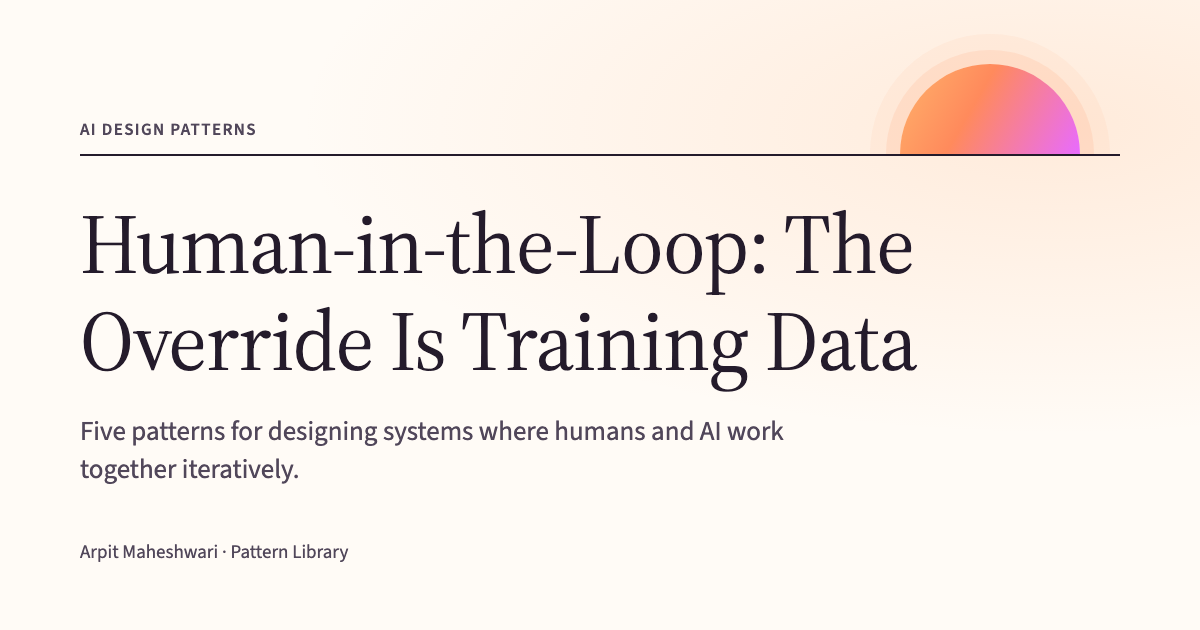 AI DESIGN PATTERNS
Human-in-the-Loop: The
Override Is Training Data
Five patterns for designing systems where humans and AI work
together iteratively.
Arpit Maheshwari · Pattern Library